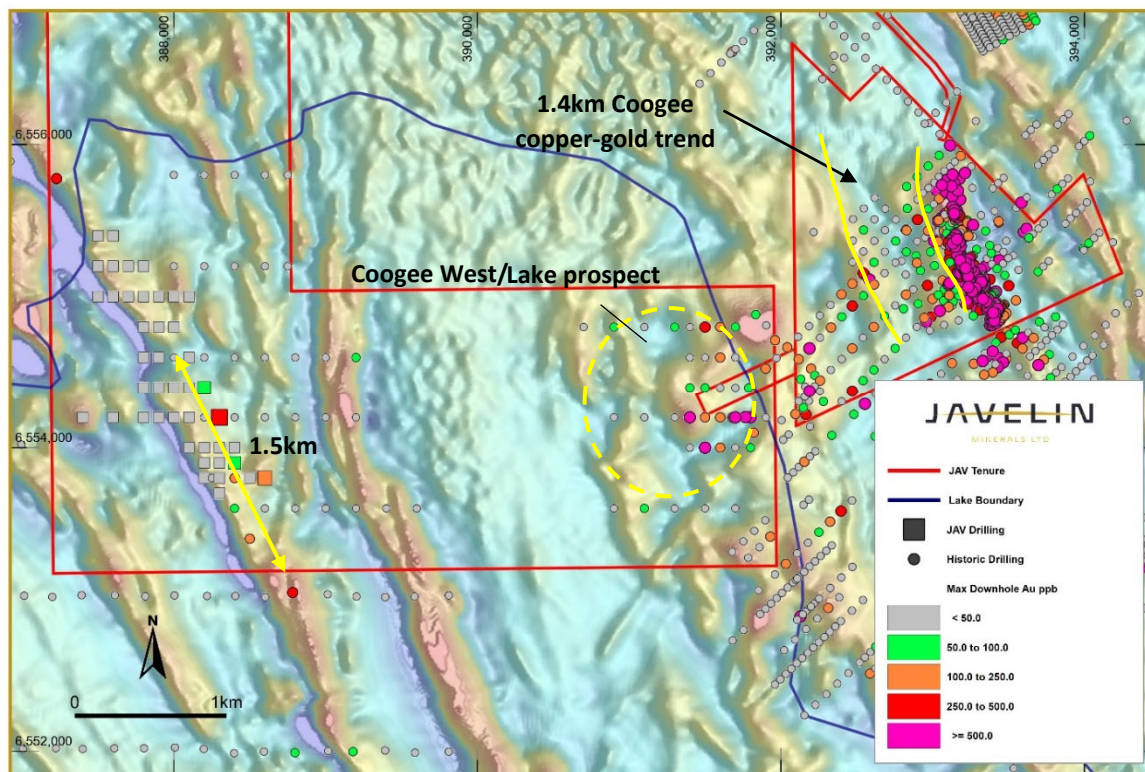 388,000
390,000
392,000
394,000
6,556,000
1.4km Coogee
copper-gold trend
Coogee West/Lake prospect
6,554,000
1.5km
N
0
1km
6,552,000
JAVELIN
MINERALS LTD
JAV Tenure
Lake Boundary
JAV Drilling
Historic Drilling
Max Downhole Au ppb
< 50.0
50.0 to 100.0
100.0 to 250.0
250.0 to 500.0
>= 500.0